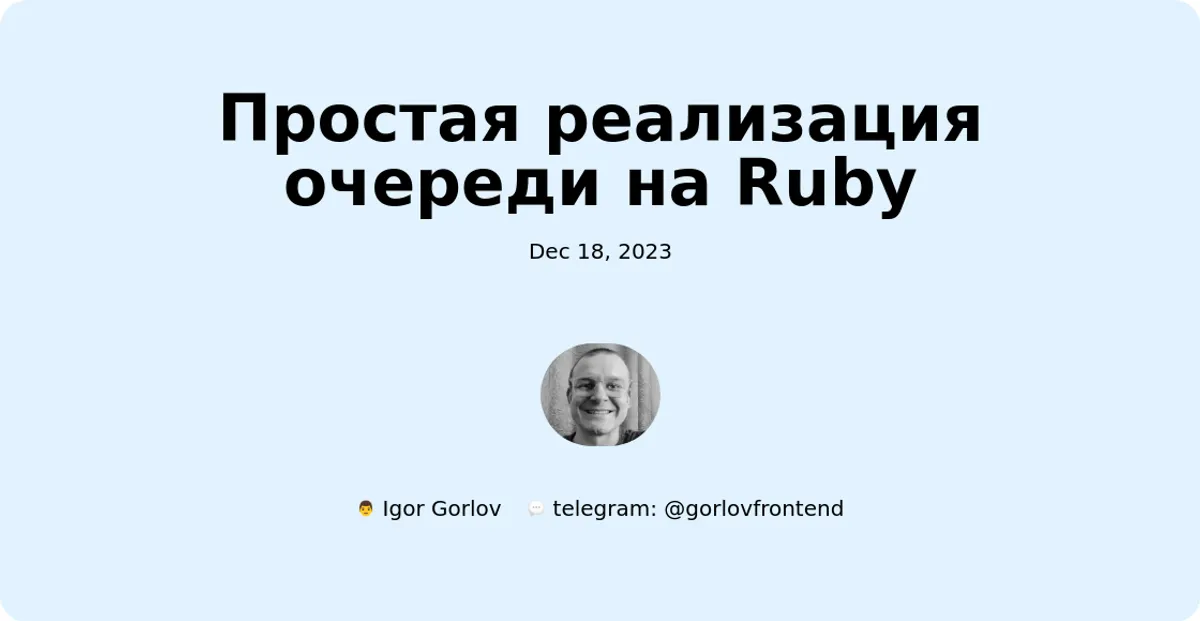 Простая реализация
очереди на Ruby
Dec 18, 2023
👨 Igor Gorlov 💬 telegram: @gorlovfrontend